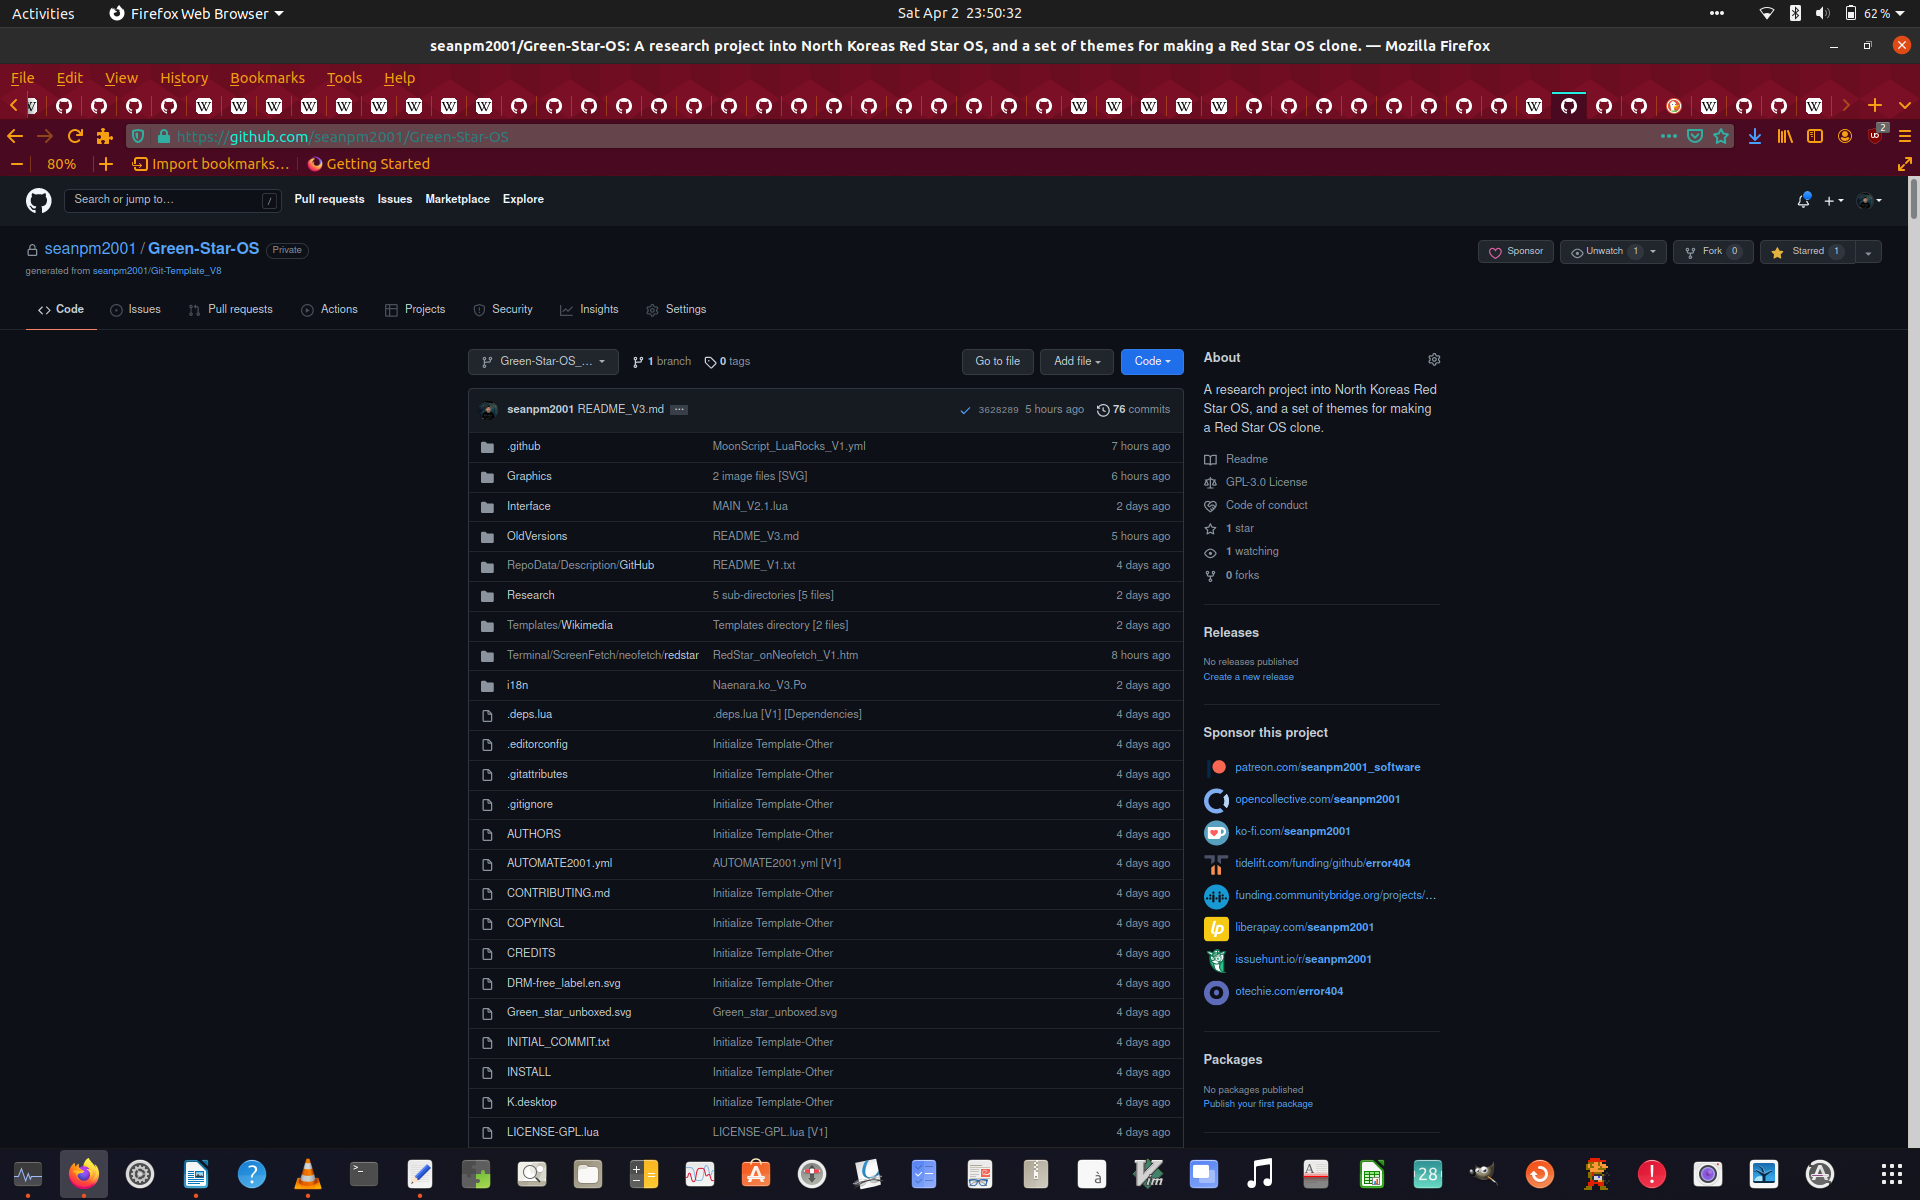 Activities
Firefox Web Browser
Sat Apr 2 23:50:32
62 %
seanpm2001/Green-Star-OS: A research project into North Koreas Red Star OS, and a set of themes for making a Red Star OS clone. — Mozilla Firefox
File Edit View History Bookmarks Tools Help
https://github.com/seanpm2001/Green-Star-OS
2
80%
Import bookmarks…
Getting Started
Search or jump to…
/
Pull requests Issues Marketplace Explore
seanpm2001 / Green-Star-OS Private
generated from seanpm2001/Git-Template_V8
Sponsor
Unwatch 1
Fork 0
Starred 1
Code
Issues
Pull requests
Actions
Projects
Security
Insights
Settings
Green-Star-OS_...
1 branch
0 tags
Go to file
Add file
Code
seanpm2001 README_V3.md ...
3628289 5 hours ago
76 commits
.github MoonScript_LuaRocks_V1.yml 7 hours ago
Graphics 2 image files [SVG] 6 hours ago
Interface MAIN_V2.1.lua 2 days ago
OldVersions README_V3.md 5 hours ago
RepoData/Description/GitHub README_V1.txt 4 days ago
Research 5 sub-directories [5 files] 2 days ago
Templates/Wikimedia Templates directory [2 files] 2 days ago
Terminal/ScreenFetch/neofetch/redstar RedStar_onNeofetch_V1.htm 8 hours ago
i18n Naenara.ko_V3.Po 2 days ago
.deps.lua .deps.lua [V1] [Dependencies] 4 days ago
.editorconfig Initialize Template-Other 4 days ago
.gitattributes Initialize Template-Other 4 days ago
.gitignore Initialize Template-Other 4 days ago
AUTHORS Initialize Template-Other 4 days ago
AUTOMATE2001.yml AUTOMATE2001.yml [V1] 4 days ago
CONTRIBUTING.md Initialize Template-Other 4 days ago
COPYINGL Initialize Template-Other 4 days ago
CREDITS Initialize Template-Other 4 days ago
DRM-free_label.en.svg Initialize Template-Other 4 days ago
Green_star_unboxed.svg Green_star_unboxed.svg 4 days ago
INITIAL_COMMIT.txt Initialize Template-Other 4 days ago
INSTALL Initialize Template-Other 4 days ago
K.desktop Initialize Template-Other 4 days ago
LICENSE-GPL.lua LICENSE-GPL.lua [V1] 4 days ago
About
A research project into North Koreas Red
Star OS, and a set of themes for making
a Red Star OS clone.
Readme
GPL-3.0 License
Code of conduct
1 star
1 watching
0 forks
Releases
No releases published
Create a new release
Sponsor this project
patreon.com/seanpm2001_software
opencollective.com/seanpm2001
ko-fi.com/seanpm2001
tidelift.com/funding/github/error404
funding.communitybridge.org/projects/...
liberapay.com/seanpm2001
issuehunt.io/r/seanpm2001
otechie.com/error404
Packages
No packages published
Publish your first package
28